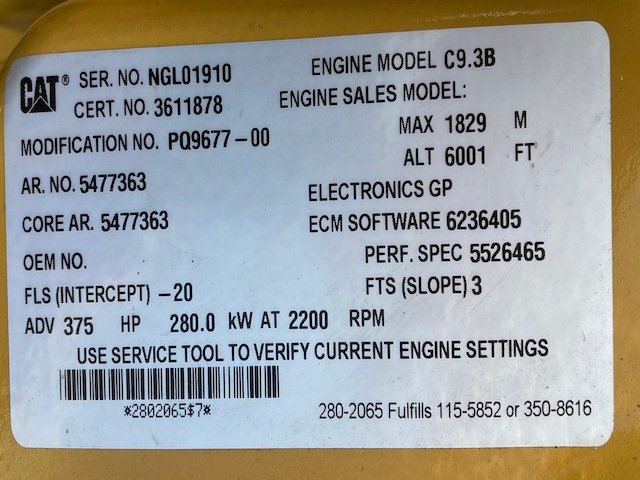 CAT® SER. NO. NGL01910 ENGINE MODEL C9.3B
CERT. NO. 3611878 ENGINE SALES MODEL:
MODIFICATION NO. PQ9677-00 MAX 1829 M
ALT 6001 FT
AR. NO. 5477363 ELECTRONICS GP
CORE AR. 5477363 ECM SOFTWARE 6236405
OEM NO. PERF. SPEC 5526465
FLS (INTERCEPT) -20 FTS (SLOPE) 3
ADV 375 HP 280.0 kW AT 2200 RPM
USE SERVICE TOOL TO VERIFY CURRENT ENGINE SETTINGS
*2802065$7* 280-2065 Fulfills 115-5852 or 350-8616